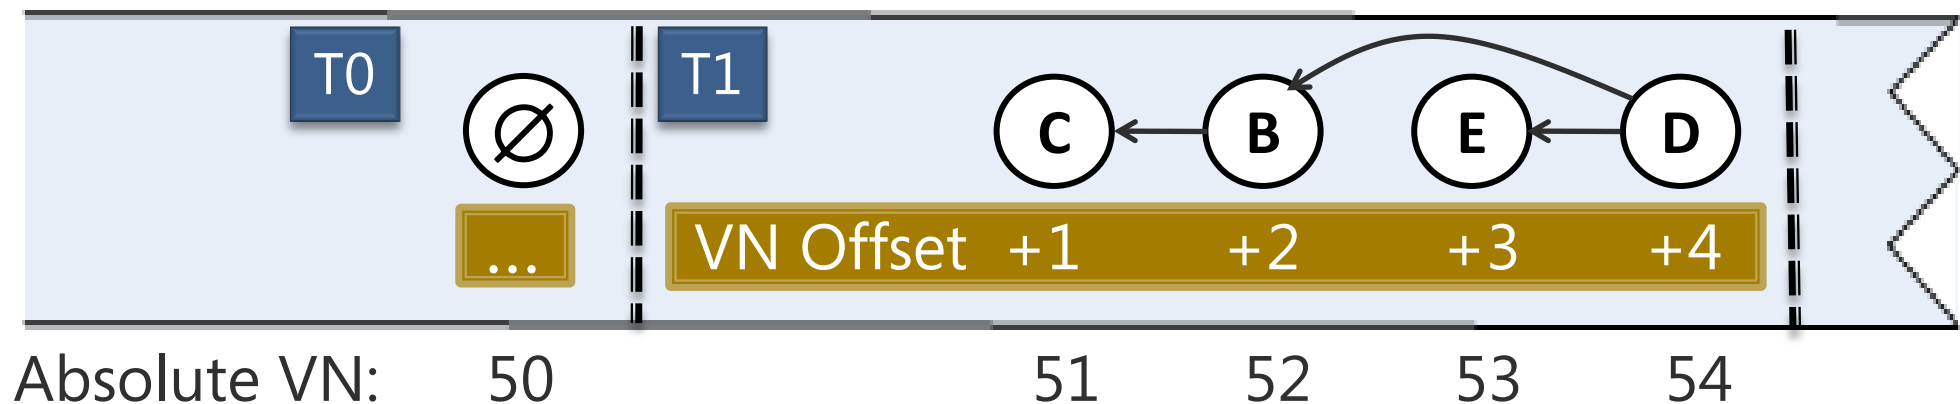 T0 T1
∅ C B E D
... VN Offset +1 +2 +3 +4
Absolute VN: 50 51 52 53 54